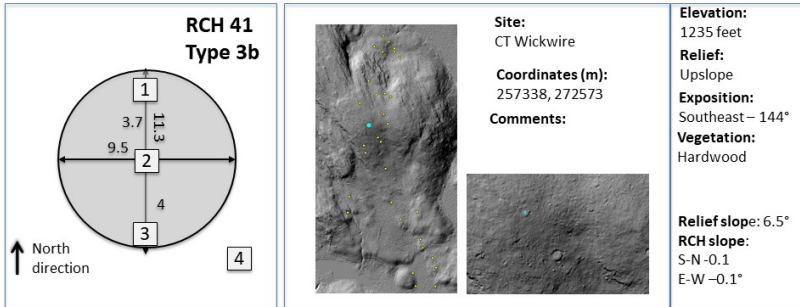 RCH 41
Type 3b
1
3.7
11.3
9.5
2
4
3
North
direction
4
Site:
CT Wickwire
Coordinates (m):
257338, 272573
Comments:
Elevation:
1235 feet
Relief:
Upslope
Exposition:
Southeast – 144°
Vegetation:
Hardwood
Relief slope: 6.5°
RCH slope:
S-N -0.1
E-W –0.1°